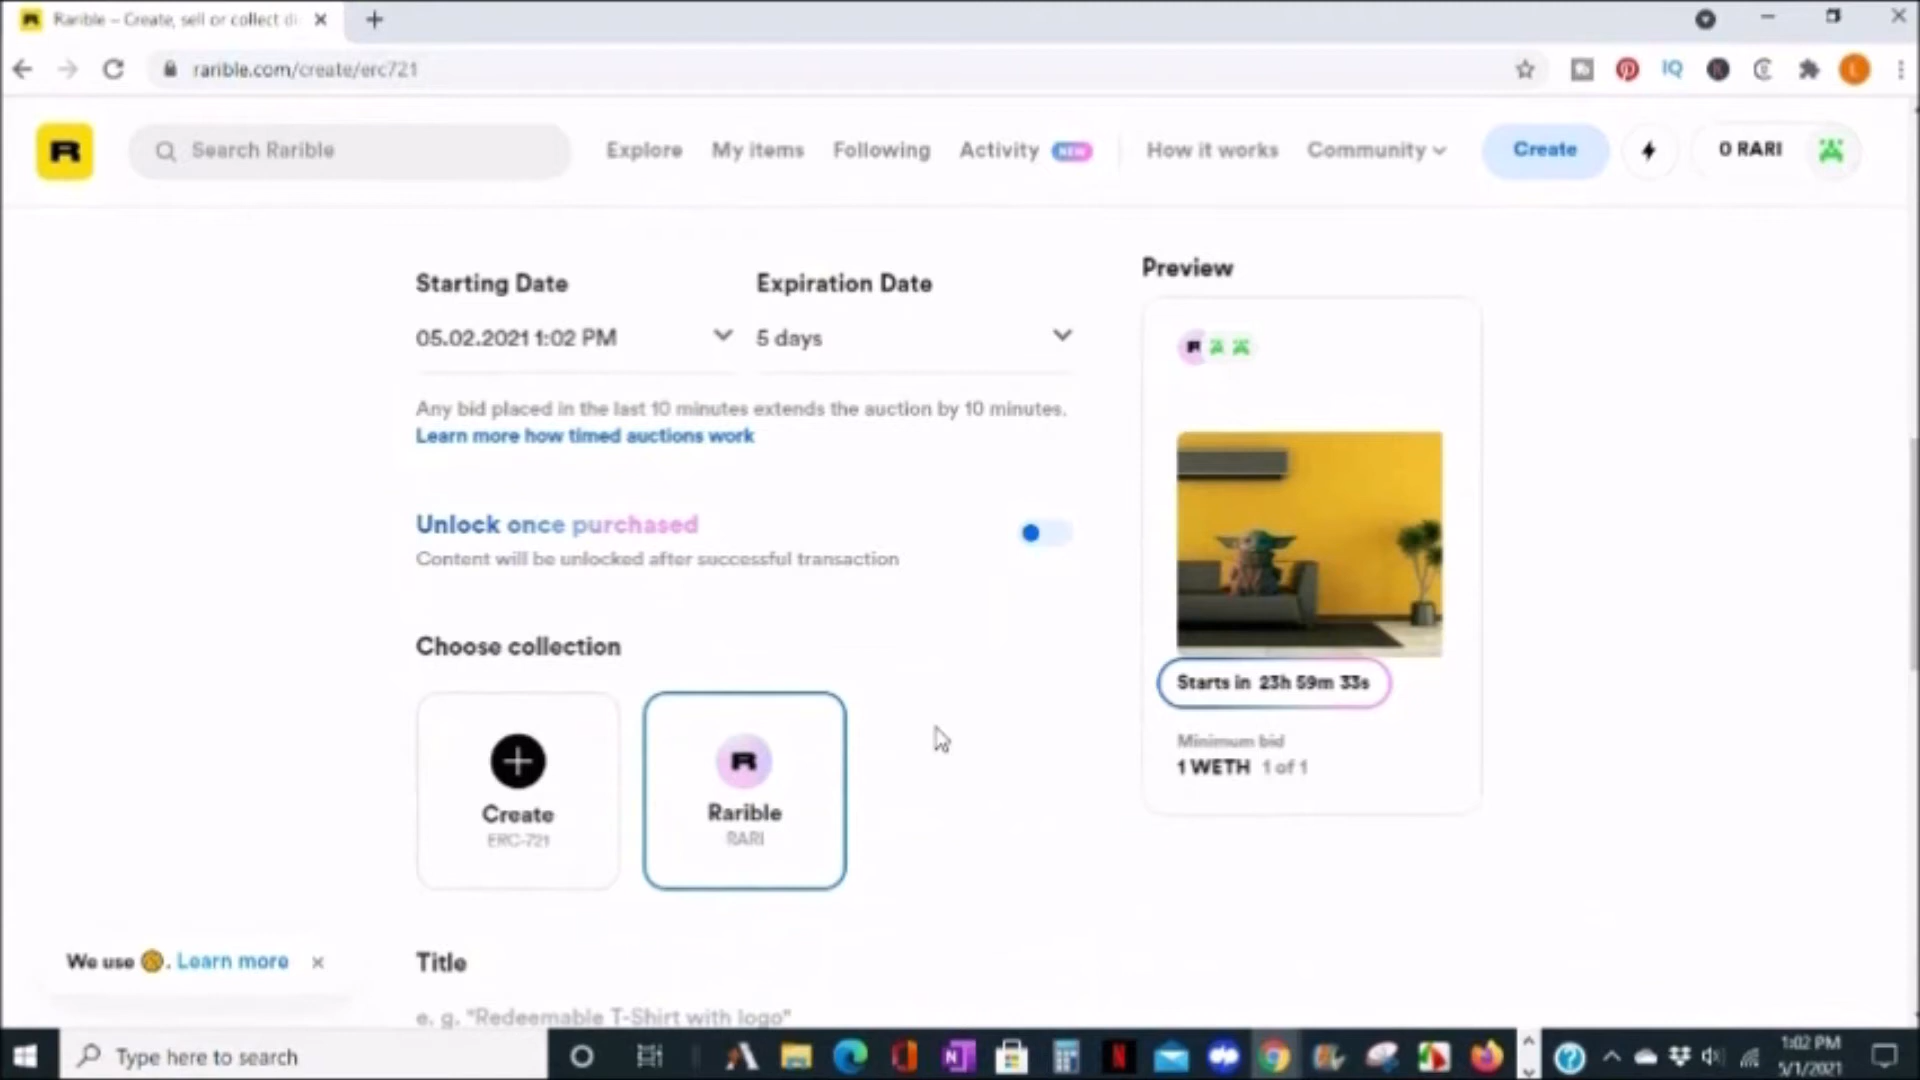 Rarible – Create, sell or collect di
rarible.com/create/erc721
IQ
L
R
Search Rarible
Explore
My items
Following
Activity NEW
How it works
Community
Create
0 RARI
Starting Date
Expiration Date
Preview
05.02.2021 1:02 PM
5 days
Any bid placed in the last 10 minutes extends the auction by 10 minutes.
Learn more how timed auctions work
Unlock once purchased
Content will be unlocked after successful transaction
Choose collection
Starts in 23h 59m 33s
Minimum bid
1 WETH 1 of 1
Create
ERC-721
R
Rarible
RARI
We use 🍪. Learn more
Title
e. g. "Redeemable T-Shirt with logo"
Type here to search
1:02 PM
5/1/2021